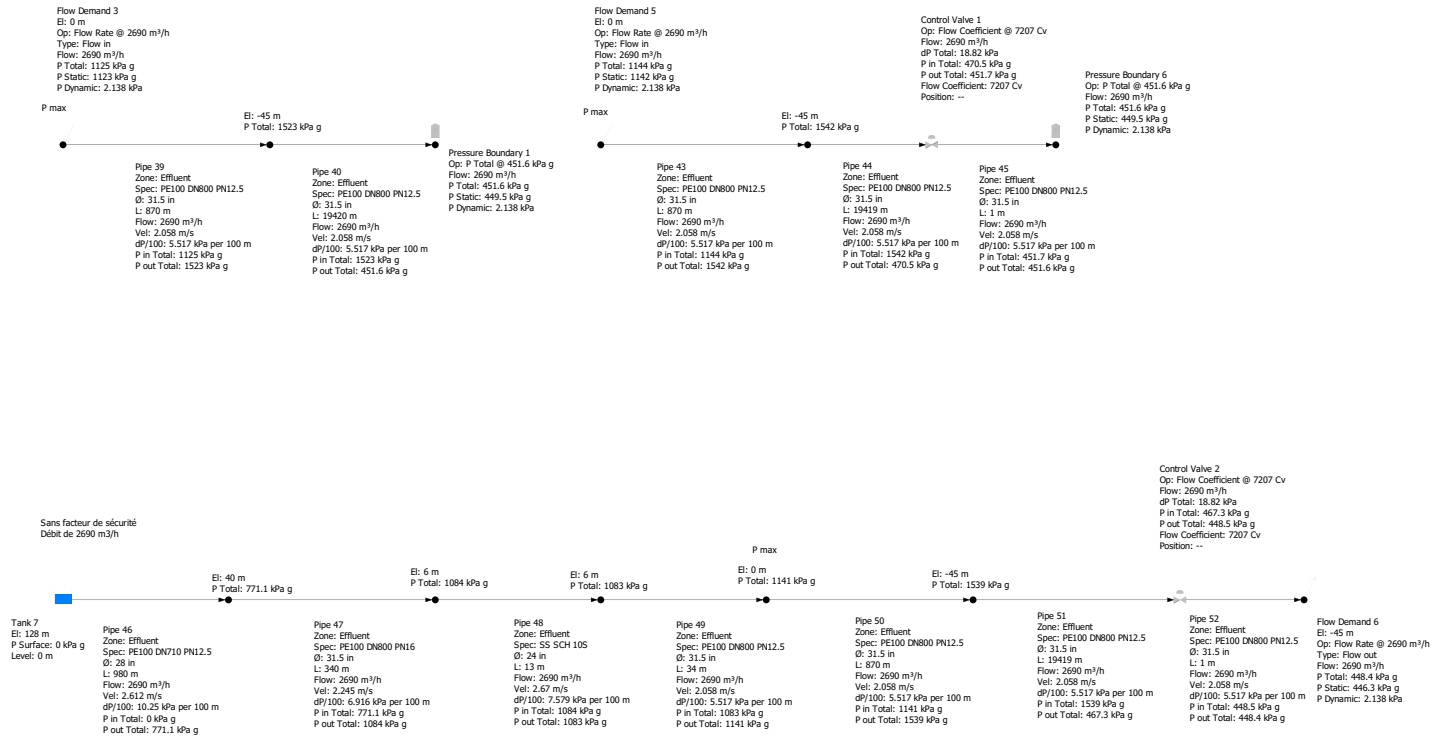 Flow Demand 3
El: 0 m
Op: Flow Rate @ 2690 m³/h
Type: Flow in
Flow: 2690 m³/h
P Total: 1125 kPa g
P Static: 1123 kPa g
P Dynamic: 2.138 kPa
P max
El: -45 m
P Total: 1523 kPa g
Pipe 39
Zone: Effluent
Spec: PE100 DN800 PN12.5
Ø: 31.5 in
L: 870 m
Flow: 2690 m³/h
Vel: 2.058 m/s
dP/100: 5.517 kPa per 100 m
P in Total: 1125 kPa g
P out Total: 1523 kPa g
Pipe 40
Zone: Effluent
Spec: PE100 DN800 PN12.5
Ø: 31.5 in
L: 19420 m
Flow: 2690 m³/h
Vel: 2.058 m/s
dP/100: 5.517 kPa per 100 m
P in Total: 1523 kPa g
P out Total: 451.6 kPa g
Pressure Boundary 1
Op: P Total @ 451.6 kPa g
Flow: 2690 m³/h
P Total: 451.6 kPa g
P Static: 449.5 kPa g
P Dynamic: 2.138 kPa
Flow Demand 5
El: 0 m
Op: Flow Rate @ 2690 m³/h
Type: Flow in
Flow: 2690 m³/h
P Total: 1144 kPa g
P Static: 1142 kPa g
P Dynamic: 2.138 kPa
P max
El: -45 m
P Total: 1542 kPa g
Control Valve 1
Op: Flow Coefficient @ 7207 Cv
Flow: 2690 m³/h
dP Total: 18.82 kPa
P in Total: 470.5 kPa g
P out Total: 451.7 kPa g
Flow Coefficient: 7207 Cv
Position: --
Pressure Boundary 6
Op: P Total @ 451.6 kPa g
Flow: 2690 m³/h
P Total: 451.6 kPa g
P Static: 449.5 kPa g
P Dynamic: 2.138 kPa
Pipe 43
Zone: Effluent
Spec: PE100 DN800 PN12.5
Ø: 31.5 in
L: 870 m
Flow: 2690 m³/h
Vel: 2.058 m/s
dP/100: 5.517 kPa per 100 m
P in Total: 1144 kPa g
P out Total: 1542 kPa g
Pipe 44
Zone: Effluent
Spec: PE100 DN800 PN12.5
Ø: 31.5 in
L: 19419 m
Flow: 2690 m³/h
Vel: 2.058 m/s
dP/100: 5.517 kPa per 100 m
P in Total: 1542 kPa g
P out Total: 470.5 kPa g
Pipe 45
Zone: Effluent
Spec: PE100 DN800 PN12.5
Ø: 31.5 in
L: 1 m
Flow: 2690 m³/h
Vel: 2.058 m/s
dP/100: 5.517 kPa per 100 m
P in Total: 451.7 kPa g
P out Total: 451.6 kPa g
Control Valve 2
Op: Flow Coefficient @ 7207 Cv
Flow: 2690 m³/h
dP Total: 18.82 kPa
P in Total: 467.3 kPa g
P out Total: 448.5 kPa g
Flow Coefficient: 7207 Cv
Position: --
Sans facteur de sécurité
Débit de 2690 m3/h
El: 40 m
P Total: 771.1 kPa g
El: 6 m
P Total: 1084 kPa g
El: 6 m
P Total: 1083 kPa g
P max
El: 0 m
P Total: 1141 kPa g
El: -45 m
P Total: 1539 kPa g
Tank 7
El: 128 m
P Surface: 0 kPa g
Level: 0 m
Pipe 46
Zone: Effluent
Spec: PE100 DN710 PN12.5
Ø: 28 in
L: 980 m
Flow: 2690 m³/h
Vel: 2.612 m/s
dP/100: 10.25 kPa per 100 m
P in Total: 0 kPa g
P out Total: 771.1 kPa g
Pipe 47
Zone: Effluent
Spec: PE100 DN800 PN16
Ø: 31.5 in
L: 340 m
Flow: 2690 m³/h
Vel: 2.245 m/s
dP/100: 6.916 kPa per 100 m
P in Total: 771.1 kPa g
P out Total: 1084 kPa g
Pipe 48
Zone: Effluent
Spec: SS SCH 10S
Ø: 24 in
L: 13 m
Flow: 2690 m³/h
Vel: 2.67 m/s
dP/100: 7.579 kPa per 100 m
P in Total: 1084 kPa g
P out Total: 1083 kPa g
Pipe 49
Zone: Effluent
Spec: PE100 DN800 PN12.5
Ø: 31.5 in
L: 34 m
Flow: 2690 m³/h
Vel: 2.058 m/s
dP/100: 5.517 kPa per 100 m
P in Total: 1083 kPa g
P out Total: 1141 kPa g
Pipe 50
Zone: Effluent
Spec: PE100 DN800 PN12.5
Ø: 31.5 in
L: 870 m
Flow: 2690 m³/h
Vel: 2.058 m/s
dP/100: 5.517 kPa per 100 m
P in Total: 1141 kPa g
P out Total: 1539 kPa g
Pipe 51
Zone: Effluent
Spec: PE100 DN800 PN12.5
Ø: 31.5 in
L: 19419 m
Flow: 2690 m³/h
Vel: 2.058 m/s
dP/100: 5.517 kPa per 100 m
P in Total: 1539 kPa g
P out Total: 467.3 kPa g
Pipe 52
Zone: Effluent
Spec: PE100 DN800 PN12.5
Ø: 31.5 in
L: 1 m
Flow: 2690 m³/h
Vel: 2.058 m/s
dP/100: 5.517 kPa per 100 m
P in Total: 448.5 kPa g
P out Total: 448.4 kPa g
Flow Demand 6
El: -45 m
Op: Flow Rate @ 2690 m³/h
Type: Flow out
Flow: 2690 m³/h
P Total: 448.4 kPa g
P Static: 446.3 kPa g
P Dynamic: 2.138 kPa